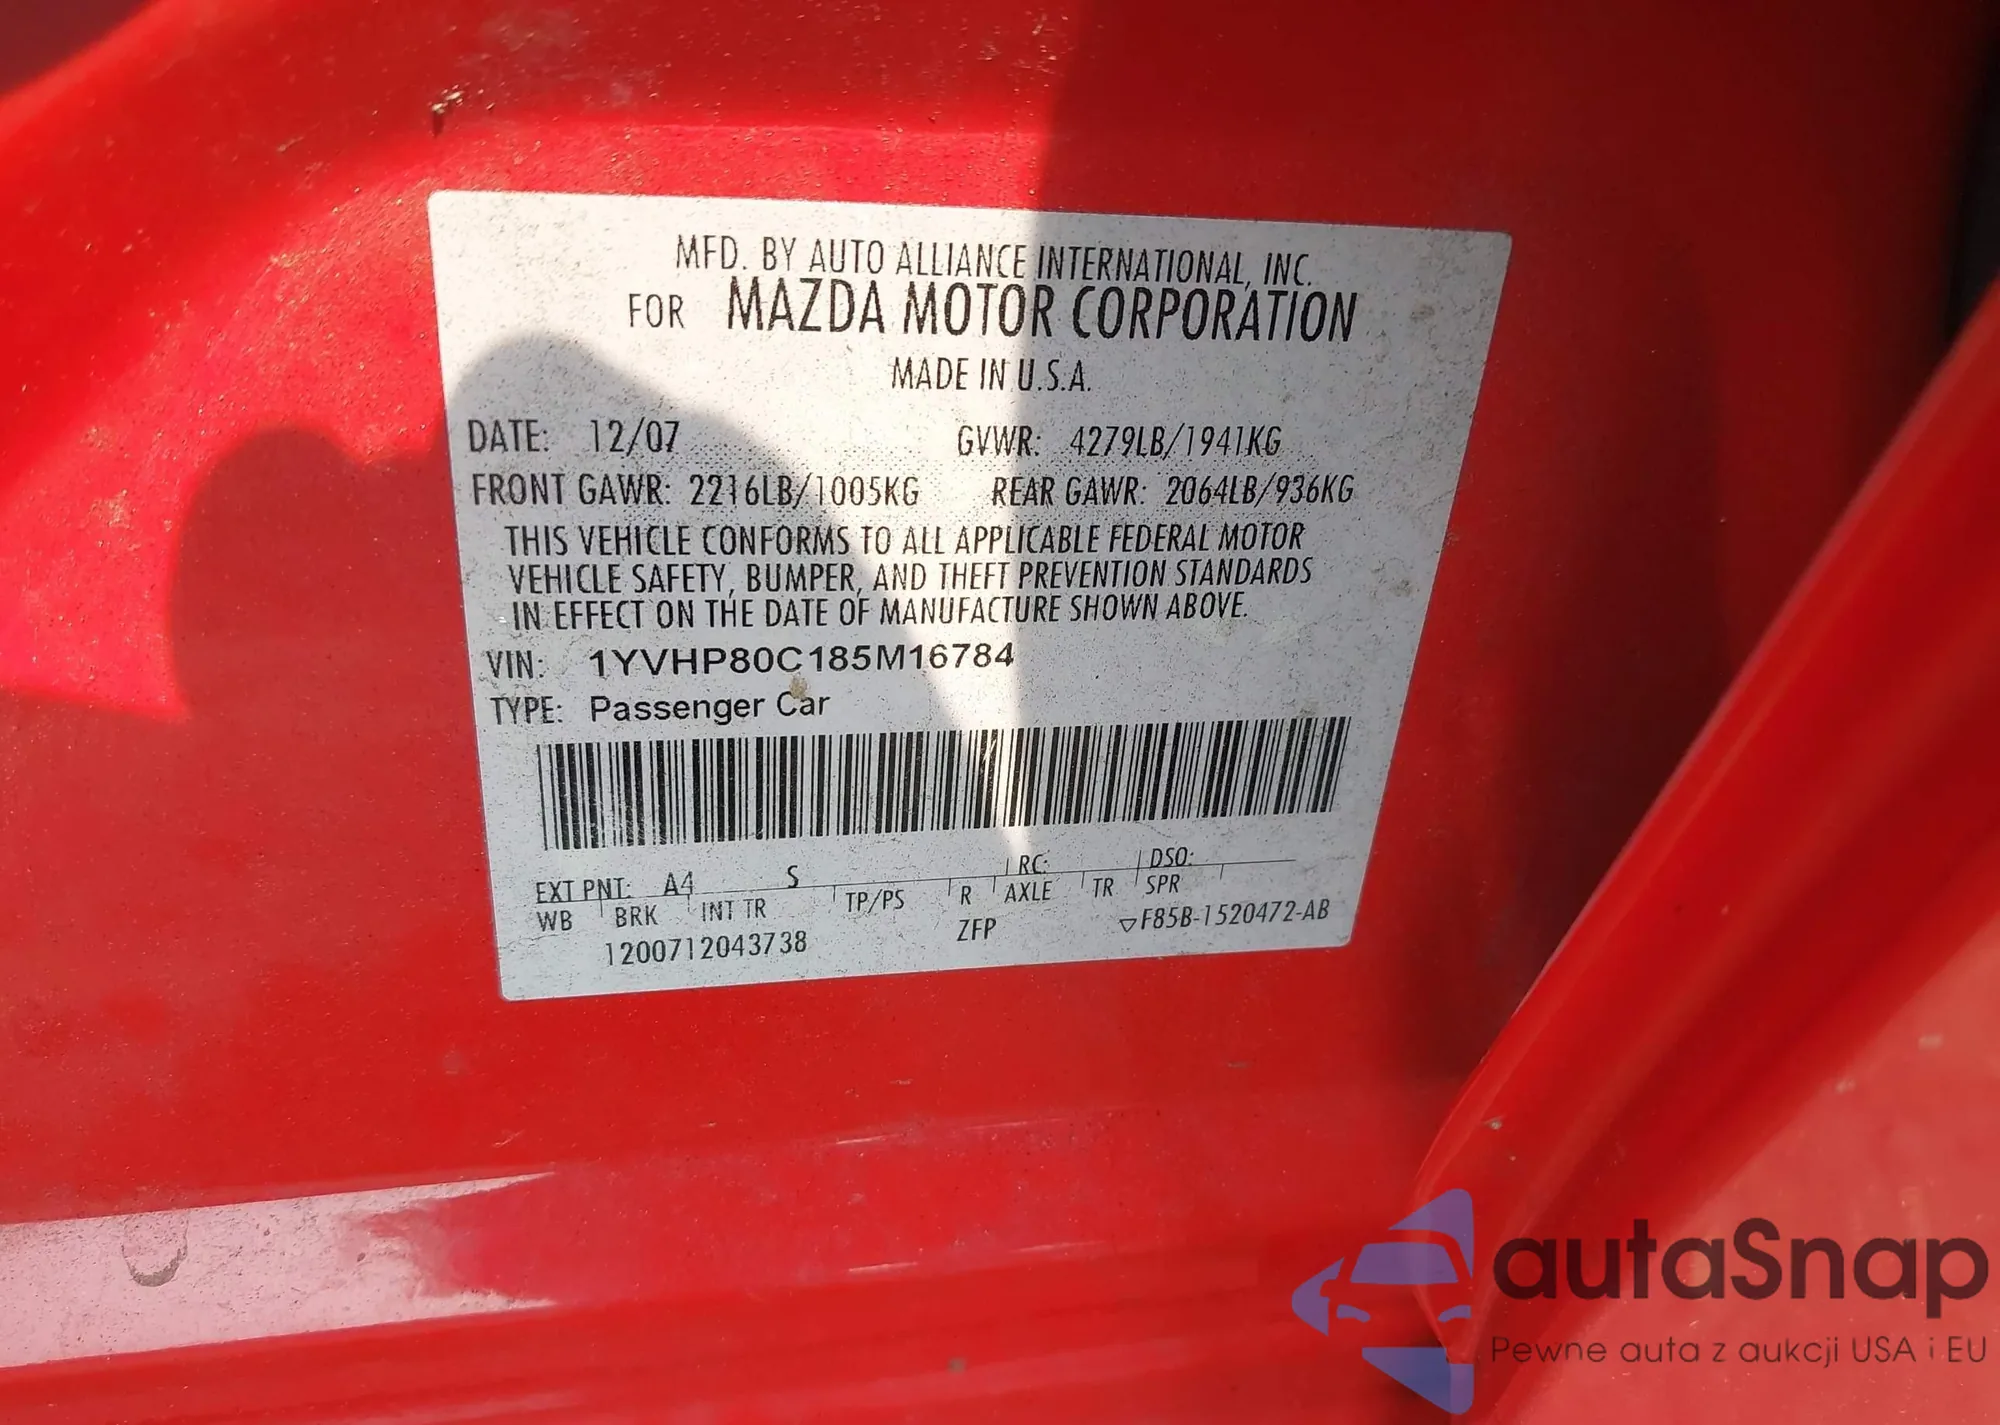 MFD. BY AUTO ALLIANCE INTERNATIONAL, INC.
FOR MAZDA MOTOR CORPORATION
MADE IN U.S.A.
DATE: 12/07 GVWR: 4279LB/1941KG
FRONT GAWR: 2216LB/1005KG REAR GAWR: 2064LB/936KG
THIS VEHICLE CONFORMS TO ALL APPLICABLE FEDERAL MOTOR
VEHICLE SAFETY, BUMPER, AND THEFT PREVENTION STANDARDS
IN EFFECT ON THE DATE OF MANUFACTURE SHOWN ABOVE.
VIN: 1YVHP80C185M16784
TYPE: Passenger Car
EXT PNT: A4 S RC: DSO:
WB BRK INT TR TP/PS R AXLE TR SPR
1200712043738 ZFP ▽F85B-1520472-AB
autaSnap
Pewne auta z aukcji USA i EU